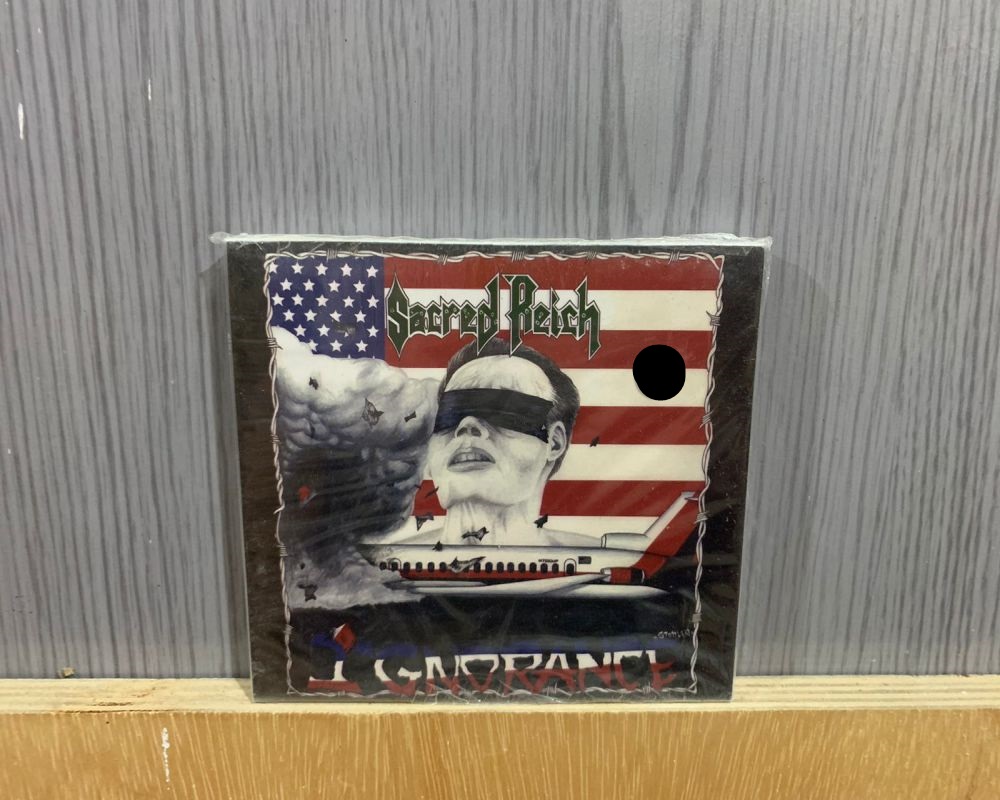 Sacred Reich
IGNORANCE